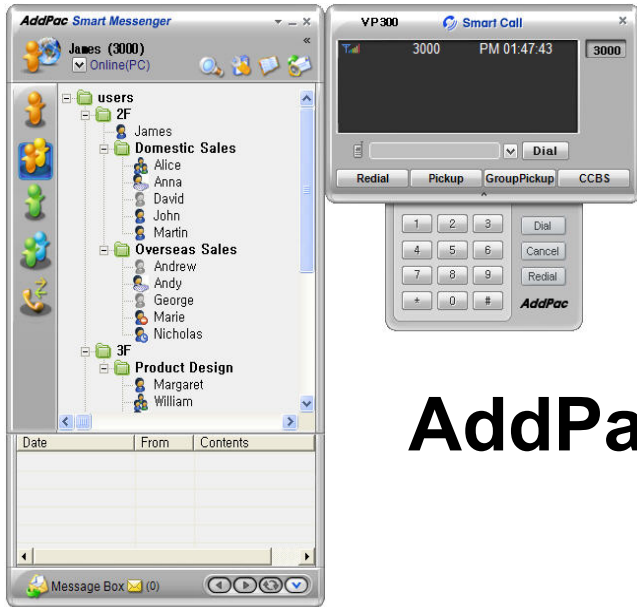 AddPac Smart Messenger
James (3000)
Online(PC)
users
2F
James
Domestic Sales
Alice
Anna
David
John
Martin
Overseas Sales
Andrew
Andy
George
Marie
Nicholas
3F
Product Design
Margaret
William
Date From Contents
Message Box (0)
VP300 Smart Call
3000 PM 01:47:43
3000
Dial
Redial Pickup GroupPickup CCBS
1 2 3 Dial
4 5 6 Cancel
7 8 9 Redial
* 0 # AddPac
AddPa